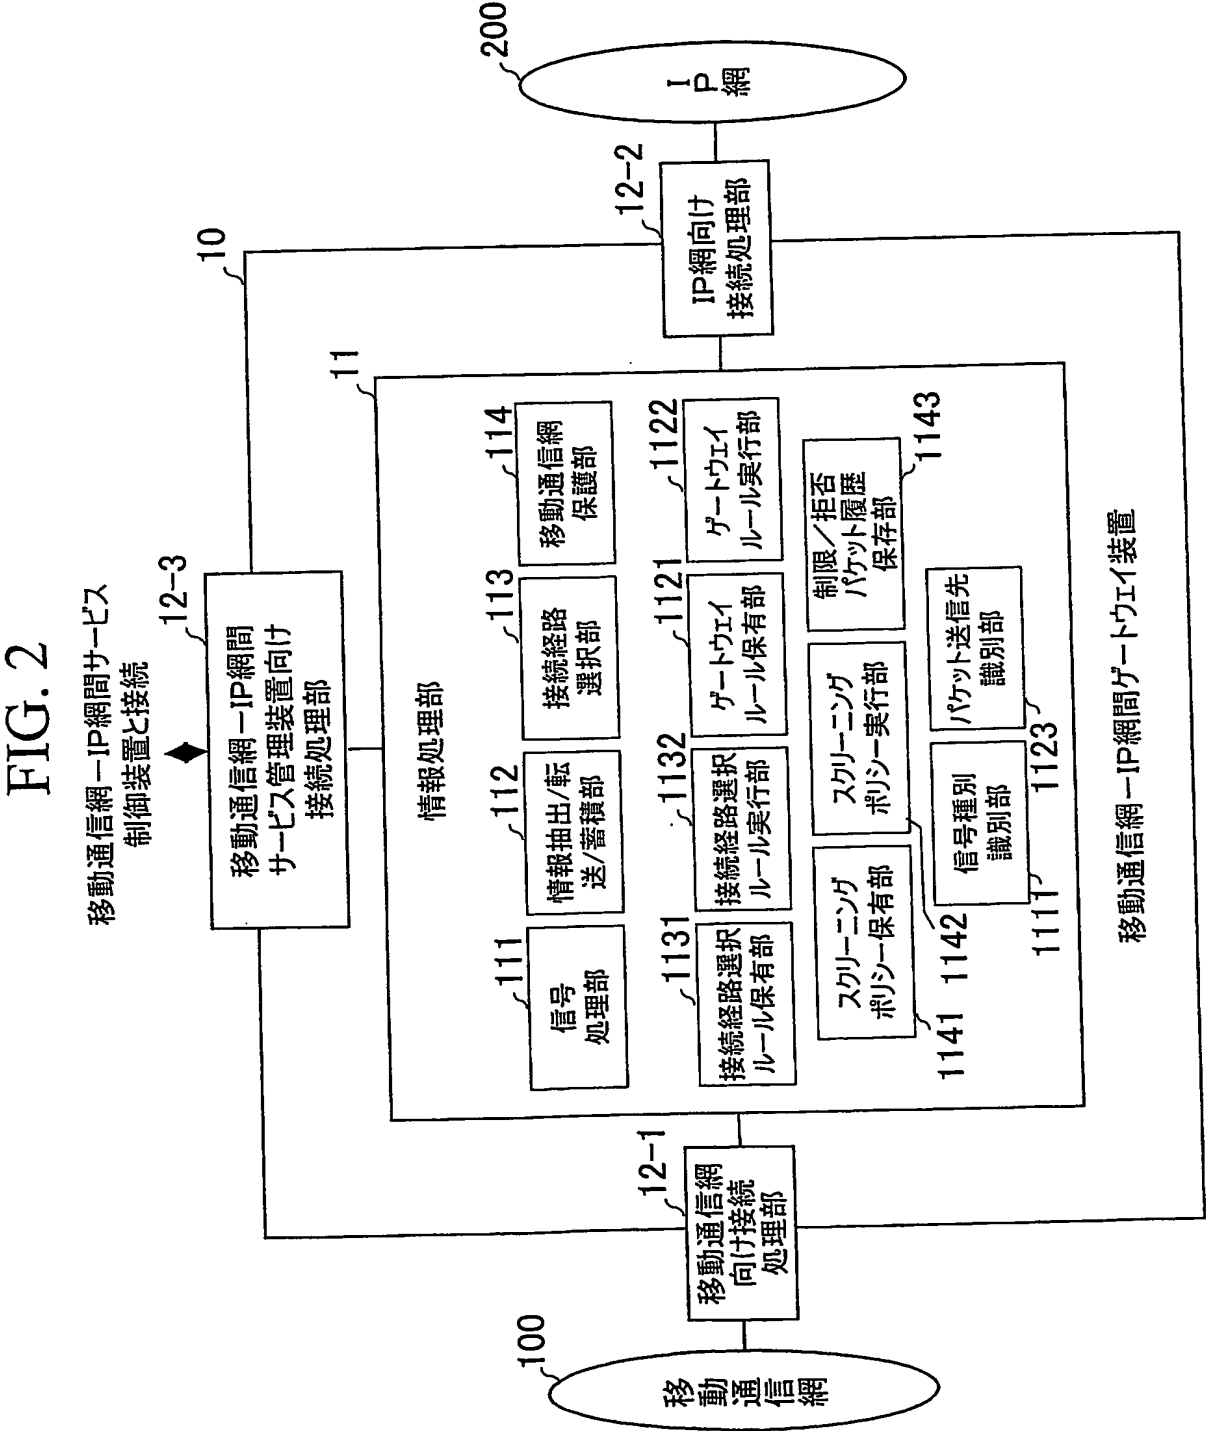 FIG.2
移動通信網ーIP網間サービス
制御装置と接続
12-3
移動通信網ーIP網間
サービス管理装置向け
接続処理部
10
11
情報処理部
111
信号
処理部
112
情報抽出/転
送/蓄積部
113
接続経路
選択部
114
移動通信網
保護部
1131
接続経路選択
ルール保有部
1132
接続経路選択
ルール実行部
1121
ゲートウェイ
ルール保有部
1122
ゲートウェイ
ルール実行部
スクリーニング
ポリシー保有部
1141
スクリーニング
ポリシー実行部
1142
制限/拒否
パケット履歴
保存部
1143
信号種別
識別部
1111
パケット送信先
識別部
1123
移動通信網ーIP網間ゲートウェイ装置
100
移動通信網
12-1
移動通信網
向け接続
処理部
12-2
IP網向け
接続処理部
200
IP網